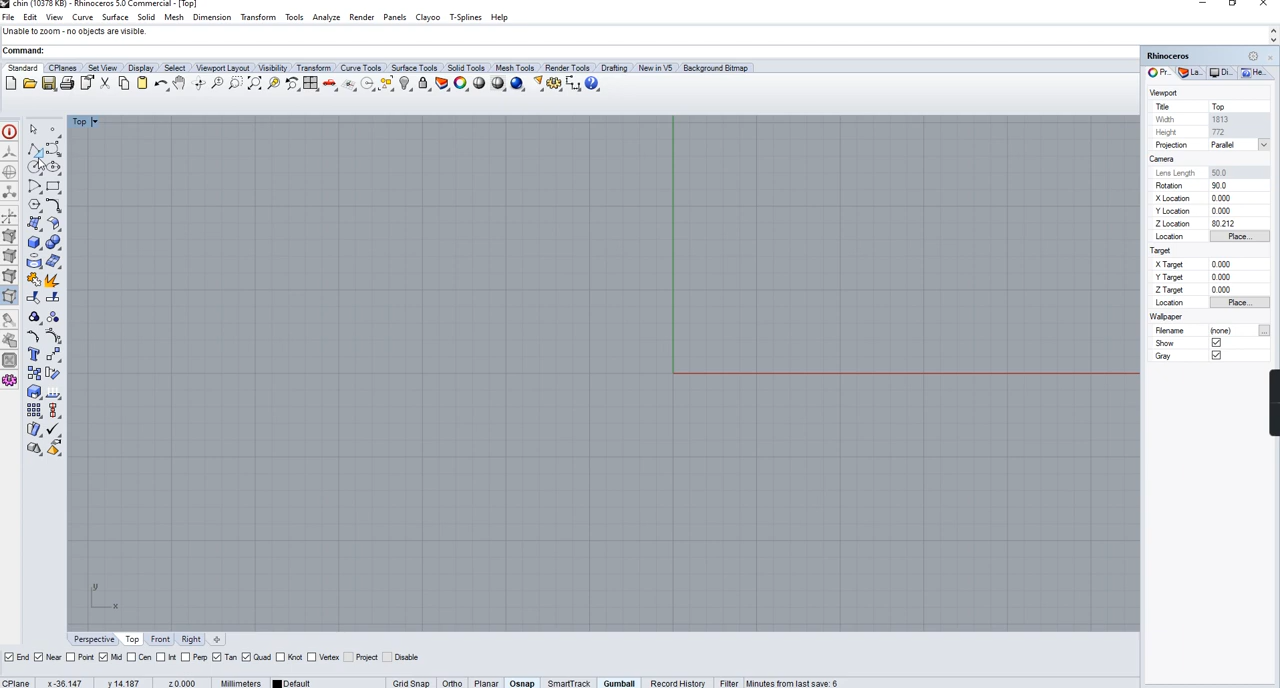 chin (10378 KB) - Rhinoceros 5.0 Commercial - [Top]
File Edit View Curve Surface Solid Mesh Dimension Transform Tools Analyze Render Panels Clayoo T-Splines Help
Unable to zoom - no objects are visible.
Command:
Standard CPlanes Set View Display Select Viewport Layout Visibility Transform Curve Tools Surface Tools Solid Tools Mesh Tools Render Tools Drafting New in V5 Background Bitmap
Top
Rhinoceros
Pr... La... Di... He...
Viewport
Title Top
Width 1813
Height 772
Projection Parallel
Camera
Lens Length 50.0
Rotation 90.0
X Location 0.000
Y Location 0.000
Z Location 80.212
Location Place...
Target
X Target 0.000
Y Target 0.000
Z Target 0.000
Location Place...
Wallpaper
Filename (none) ...
Show
Gray
y
x
Perspective Top Front Right
End Near Point Mid Cen Int Perp Tan Quad Knot Vertex Project Disable
CPlane x -36.147 y 14.187 z 0.000 Millimeters Default Grid Snap Ortho Planar Osnap SmartTrack Gumball Record History Filter Minutes from last save: 6